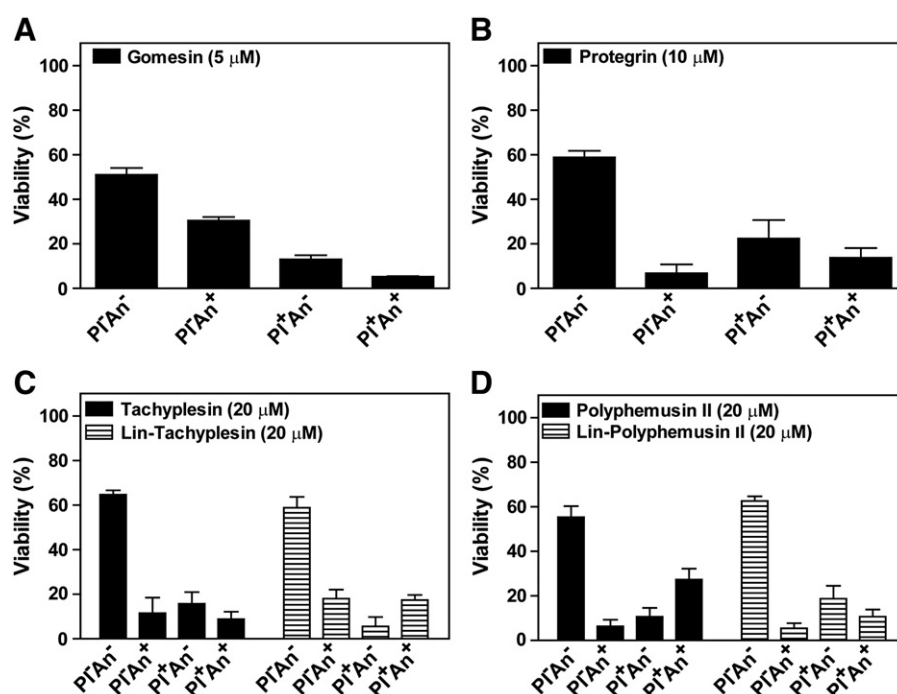 A
Gomesin (5 μM)
Viability (%)
100
80
60
40
20
0
PI⁻An⁻
PI⁻An⁺
PI⁺An⁻
PI⁺An⁺
B
Protegrin (10 μM)
Viability (%)
100
80
60
40
20
0
PI⁻An⁻
PI⁻An⁺
PI⁺An⁻
PI⁺An⁺
C
Tachyplesin (20 μM)
Lin-Tachyplesin (20 μM)
Viability (%)
100
80
60
40
20
0
PI⁻An⁻
PI⁻An⁺
PI⁺An⁻
PI⁺An⁺
PI⁻An⁻
PI⁻An⁺
PI⁺An⁻
PI⁺An⁺
D
Polyphemusin II (20 μM)
Lin-Polyphemusin II (20 μM)
Viability (%)
100
80
60
40
20
0
PI⁻An⁻
PI⁻An⁺
PI⁺An⁻
PI⁺An⁺
PI⁻An⁻
PI⁻An⁺
PI⁺An⁻
PI⁺An⁺